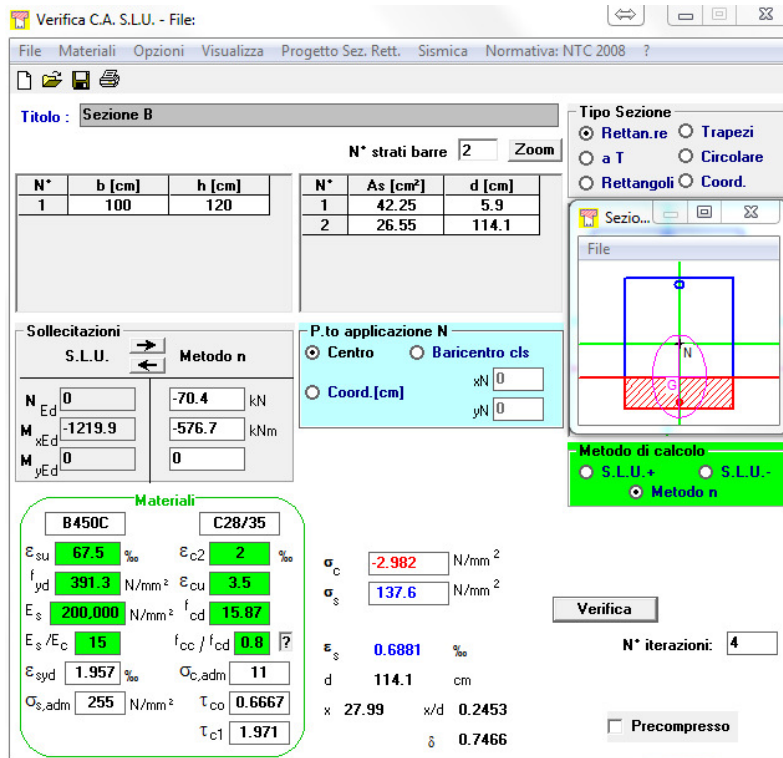 Verifica C.A. S.L.U. - File:
File Materiali Opzioni Visualizza Progetto Sez. Rett. Sismica Normativa: NTC 2008 ?
Titolo : Sezione B
N° strati barre 2 Zoom
N° b [cm] h [cm]
1 100 120
N° As [cm²] d [cm]
1 42.25 5.9
2 26.55 114.1
Tipo Sezione
Rettan.re Trapezi
a T Circolare
Rettangoli Coord.
Sezio...
File
N
G
Sollecitazioni
S.L.U. Metodo n
N Ed 0 -70.4 kN
M xEd -1219.9 -576.7 kNm
M yEd 0 0
P.to applicazione N
Centro Baricentro cls
Coord.[cm] xN 0
yN 0
Metodo di calcolo
S.L.U.+ S.L.U.-
Metodo n
Materiali
B450C C28/35
εsu 67.5 ‰ εc2 2 ‰
fyd 391.3 N/mm² εcu 3.5
Es 200,000 N/mm² fcd 15.87
Es/Ec 15 fcc / fcd 0.8 ?
εsyd 1.957 ‰ σc,adm 11
σs,adm 255 N/mm² τco 0.6667
τc1 1.971
σc -2.982 N/mm²
σs 137.6 N/mm²
εs 0.6881 ‰
d 114.1 cm
x 27.99 x/d 0.2453
δ 0.7466
Verifica
N° iterazioni: 4
Precompresso